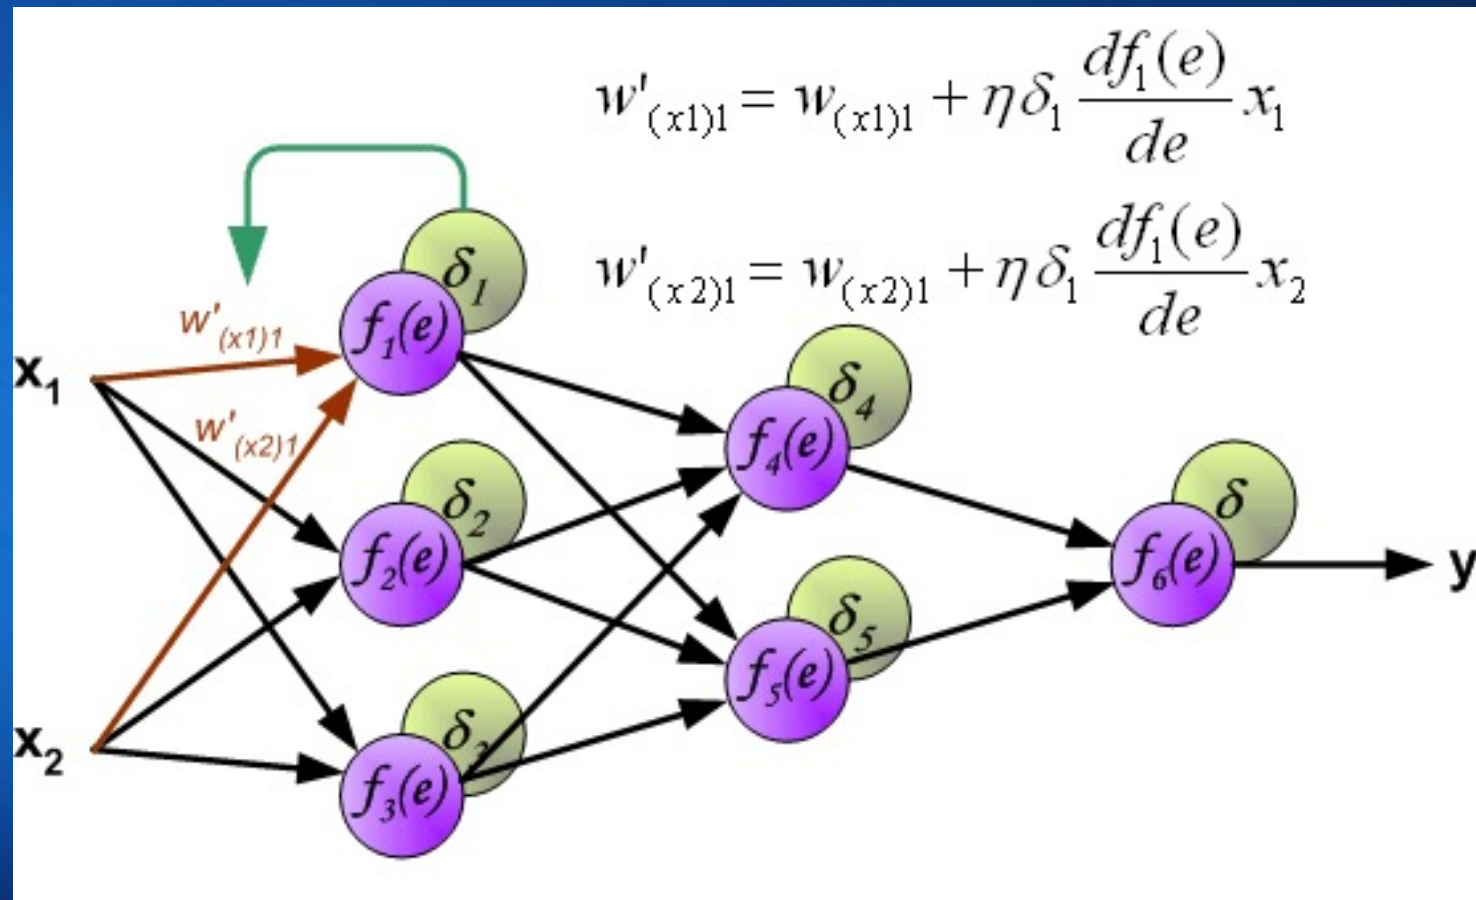 w'(x1)1 = w(x1)1 + ηδ1 df1(e)/de x1
w'(x2)1 = w(x2)1 + ηδ1 df1(e)/de x2
δ1
f1(e)
w'(x1)1
x1
w'(x2)1
δ4
f4(e)
δ2
f2(e)
δ
f6(e)
y
δ5
f5(e)
x2
δ3
f3(e)